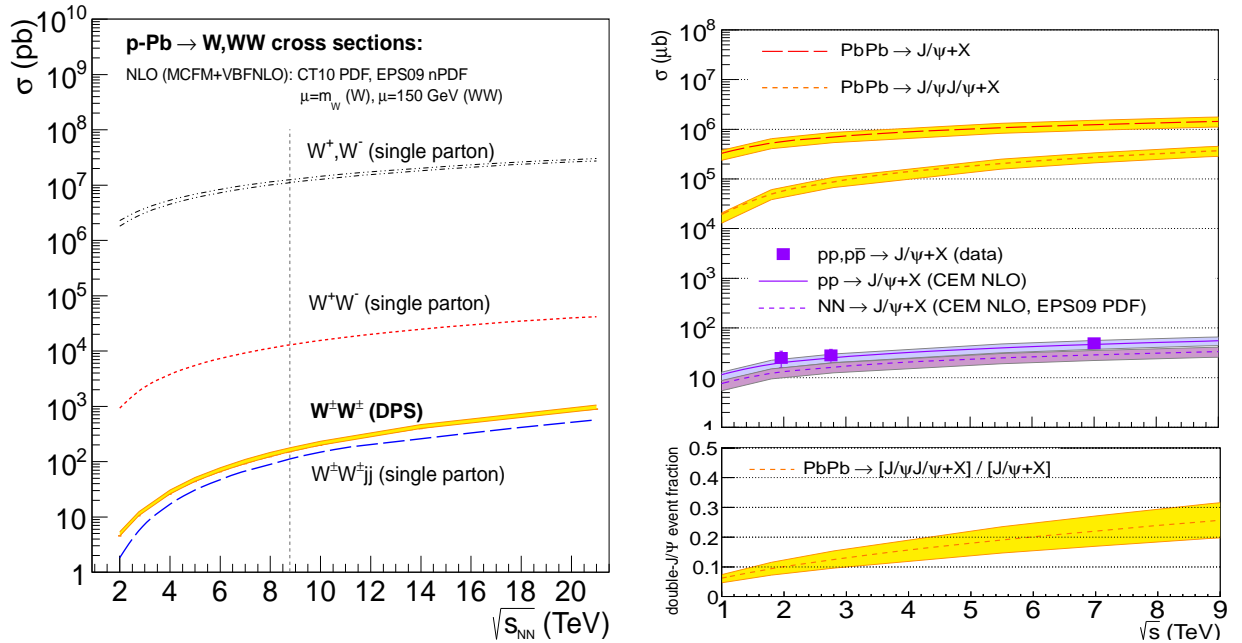 σ (pb)
10^10
10^9
10^8
10^7
10^6
10^5
10^4
10^3
10^2
10
1
p-Pb → W,WW cross sections:
NLO (MCFM+VBFNLO): CT10 PDF, EPS09 nPDF
μ=m_W (W), μ=150 GeV (WW)
W^+,W^- (single parton)
W^+W^- (single parton)
W^±W^± (DPS)
W^±W^±jj (single parton)
2 4 6 8 10 12 14 16 18 20
√s_NN (TeV)
σ (μb)
10^8
10^7
10^6
10^5
10^4
10^3
10^2
10
1
PbPb → J/ψ+X
PbPb → J/ψJ/ψ+X
pp,pp̅ → J/ψ+X (data)
pp → J/ψ+X (CEM NLO)
NN → J/ψ+X (CEM NLO, EPS09 PDF)
double-J/Ψ event fraction
0.5
0.4
0.3
0.2
0.1
0
PbPb → [J/ψJ/ψ+X] / [J/ψ+X]
1 2 3 4 5 6 7 8 9
√s (TeV)